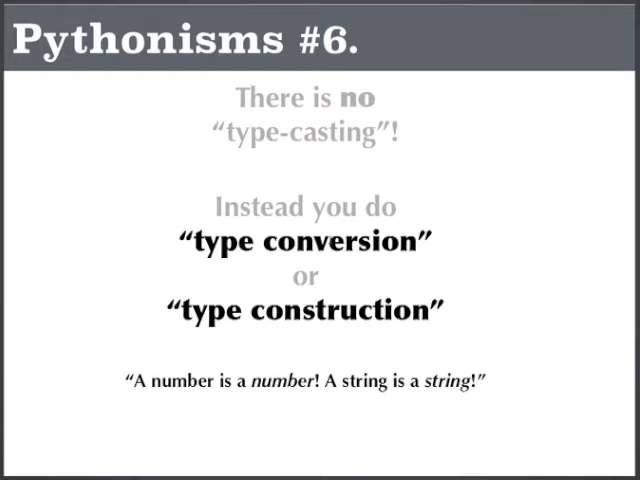 Pythonisms #6.
There is no
“type-casting”!
Instead you do
“type conversion”
or
“type construction”
“A number is a number! A string is a string!”